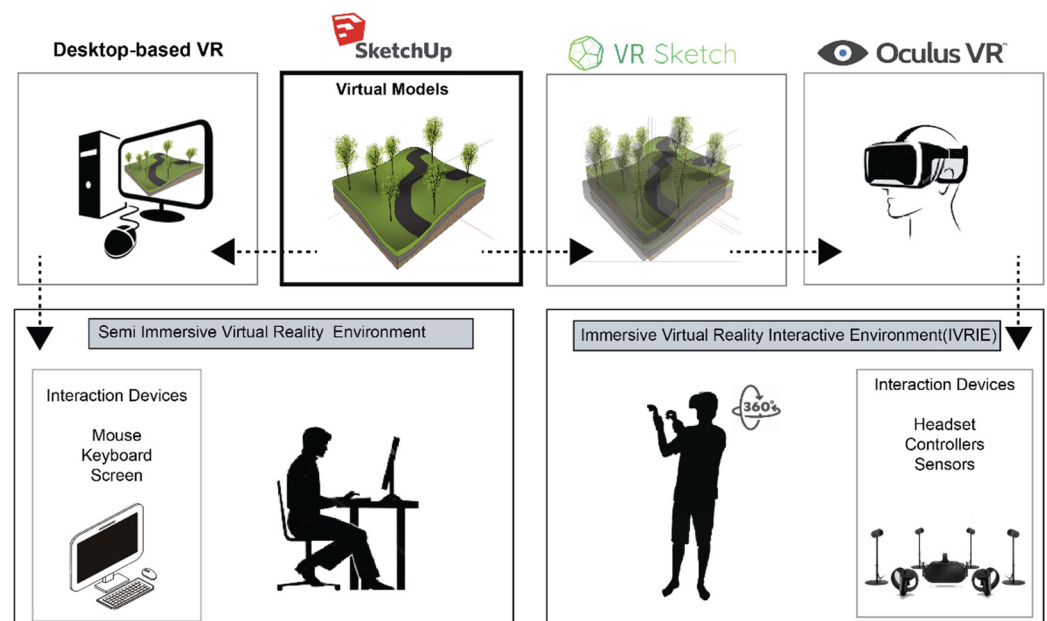 Desktop-based VR
SketchUp
VR Sketch
Oculus VR™
Virtual Models
Semi Immersive Virtual Reality Environment
Interaction Devices
Mouse
Keyboard
Screen
Immersive Virtual Reality Interactive Environment(IVRIE)
360°
Interaction Devices
Headset
Controllers
Sensors